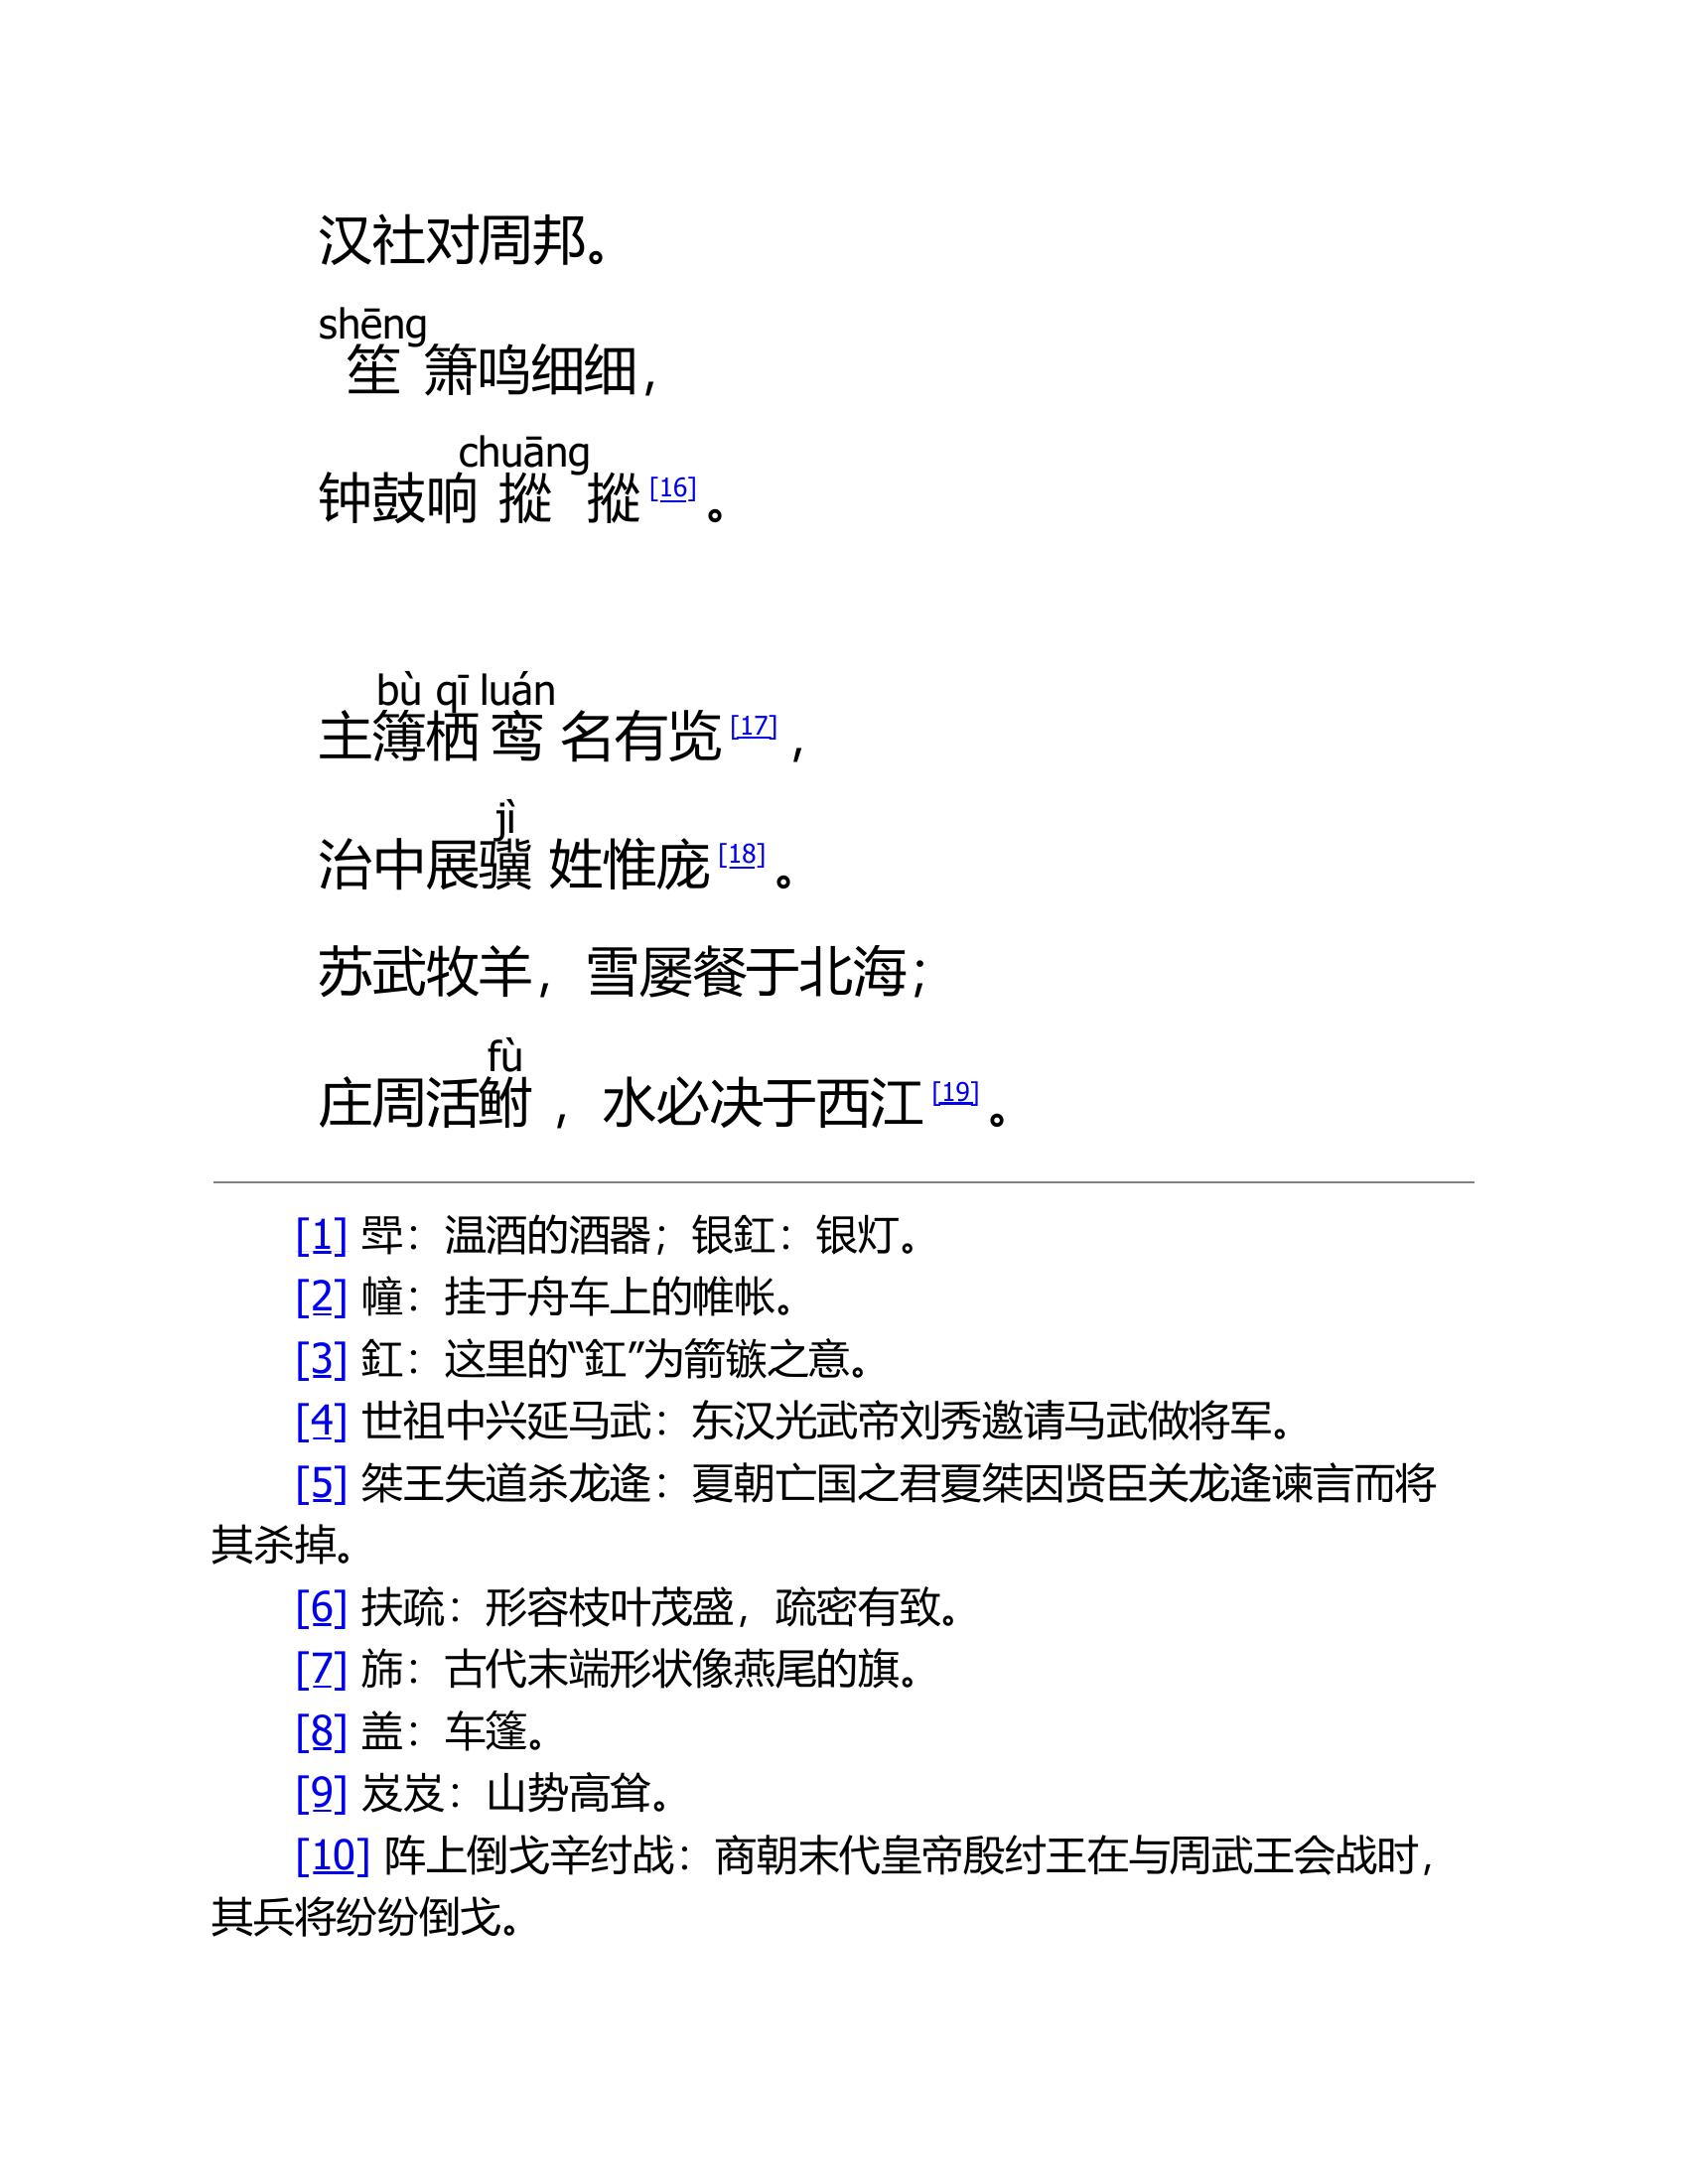 汉社对周邦。
shēng
笙箫鸣细细，
chuāng
钟鼓响摐摐[16]。
bù qī luán
主簿栖鸾名有览[17]，
jì
治中展骥姓惟庞[18]。
苏武牧羊，雪屡餐于北海；
fù
庄周活鲋，水必决于西江[19]。
[1] 斝：温酒的酒器；银釭：银灯。
[2] 幢：挂于舟车上的帷帐。
[3] 釭：这里的“釭”为箭镞之意。
[4] 世祖中兴延马武：东汉光武帝刘秀邀请马武做将军。
[5] 桀王失道杀龙逄：夏朝亡国之君夏桀因贤臣关龙逄谏言而将
其杀掉。
[6] 扶疏：形容枝叶茂盛，疏密有致。
[7] 旆：古代末端形状像燕尾的旗。
[8] 盖：车篷。
[9] 岌岌：山势高耸。
[10] 阵上倒戈辛纣战：商朝末代皇帝殷纣王在与周武王会战时，
其兵将纷纷倒戈。